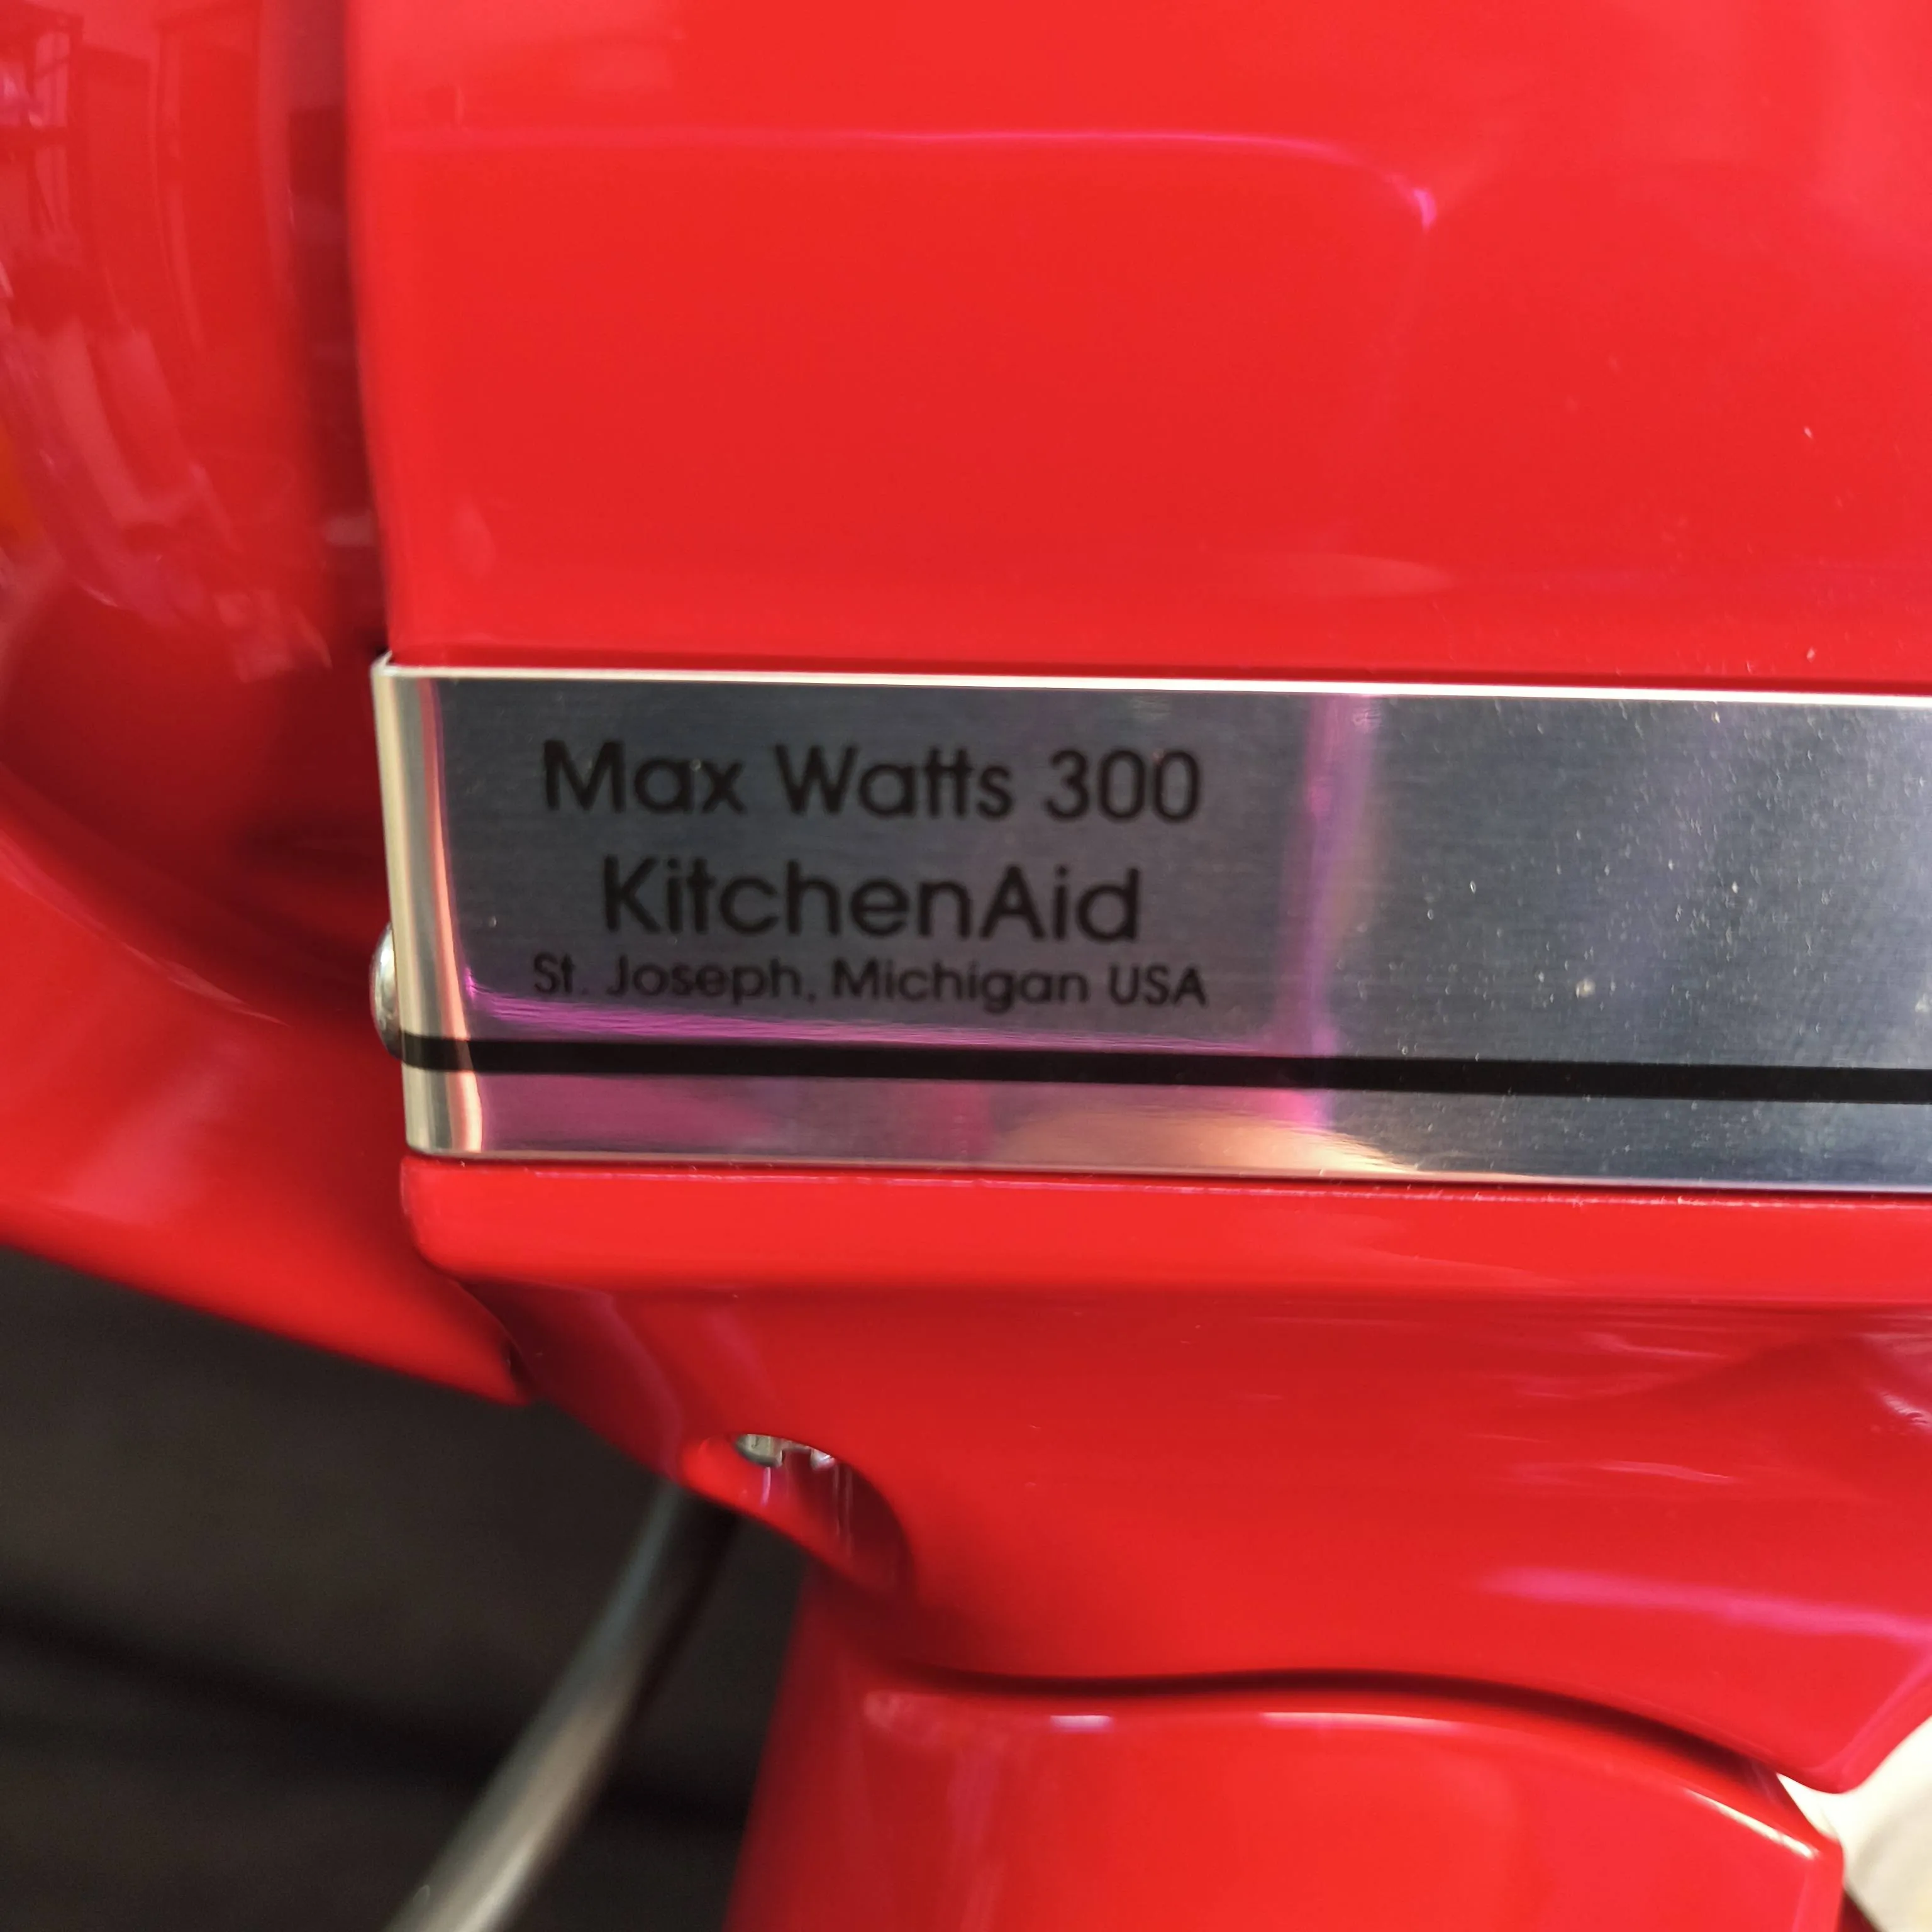 Max Watts 300
KitchenAid
St. Joseph, Michigan USA